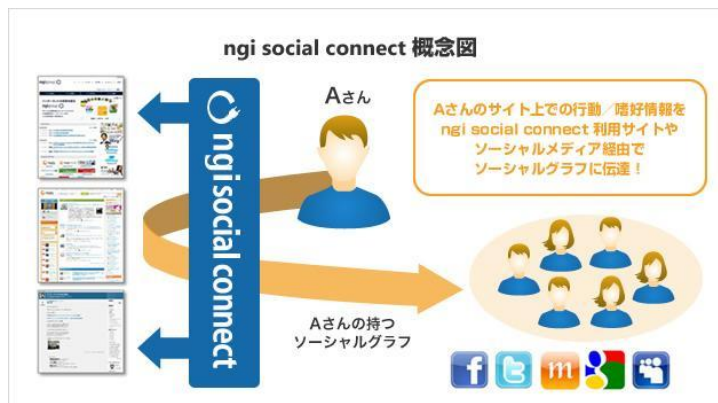 ngi social connect 概念図
Aさん
Aさんのサイト上での行動／嗜好情報を
ngi social connect 利用サイトや
ソーシャルメディア経由で
ソーシャルグラフに伝達！
ngi social connect
Aさんの持つ
ソーシャルグラフ
f
t
m
g